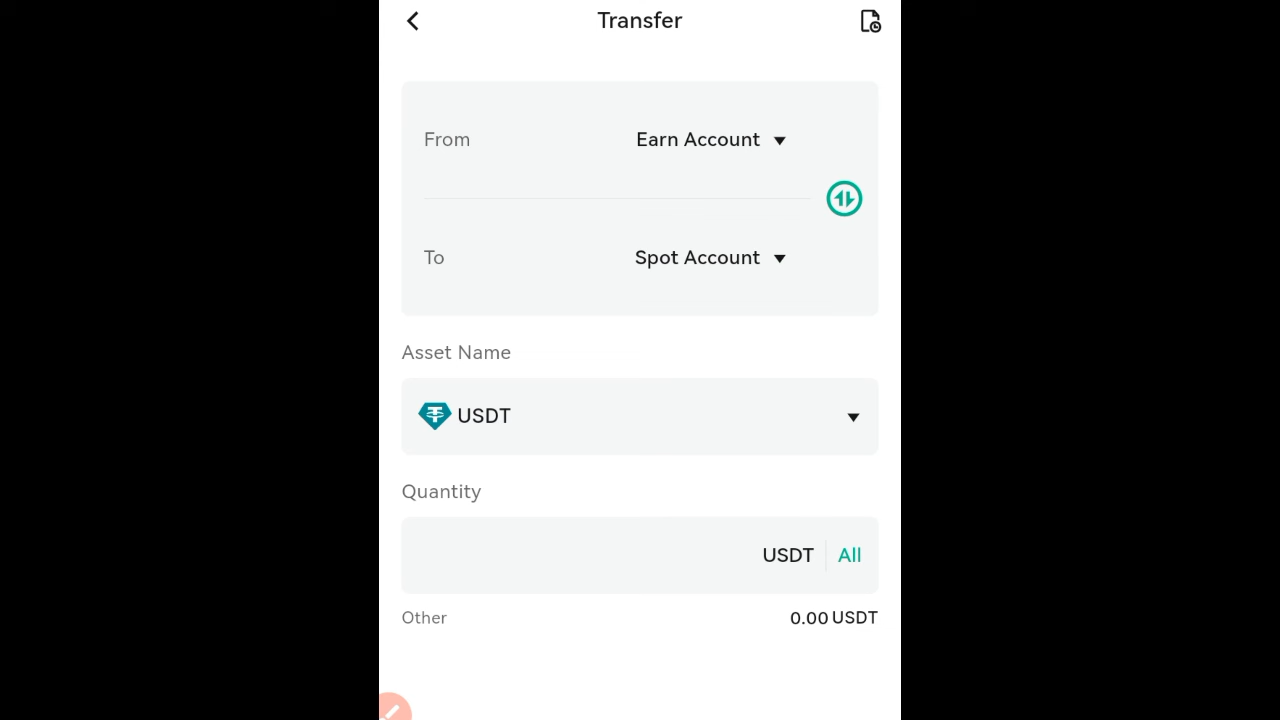 Transfer
From Earn Account
To Spot Account
Asset Name
USDT
Quantity
USDT All
Other 0.00 USDT